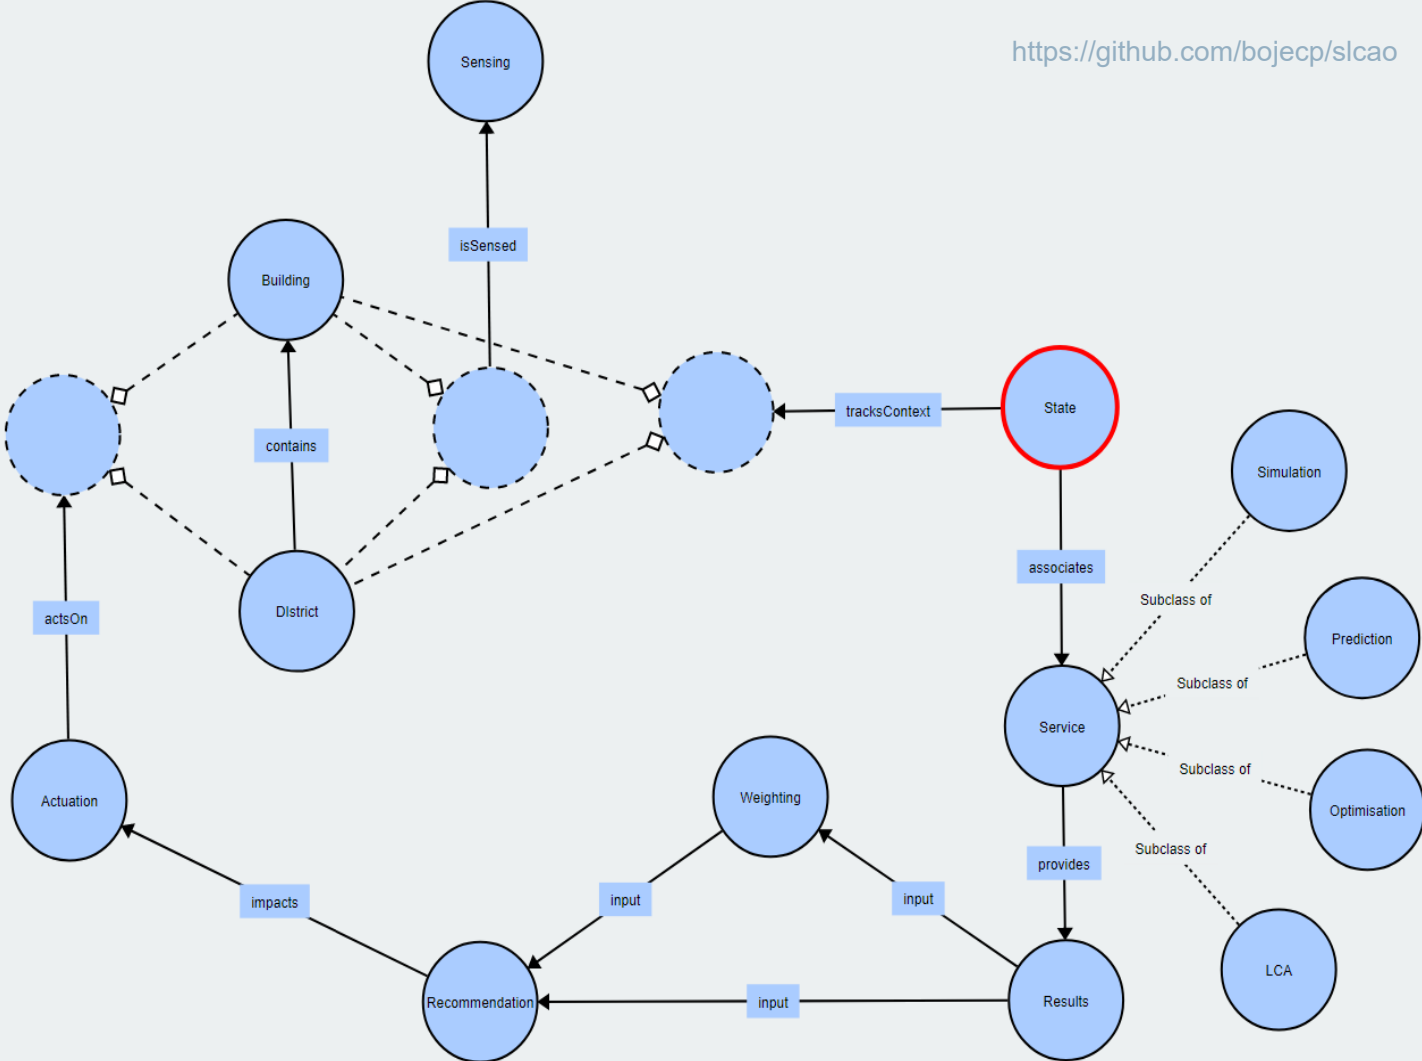 https://github.com/bojecp/slcao
Sensing
isSensed
Building
contains
tracksContext
State
Simulation
associates
Subclass of
actsOn
DIstrict
Prediction
Subclass of
Service
Subclass of
Optimisation
Actuation
Weighting
Subclass of
provides
impacts
input
input
LCA
Recommendation
input
Results